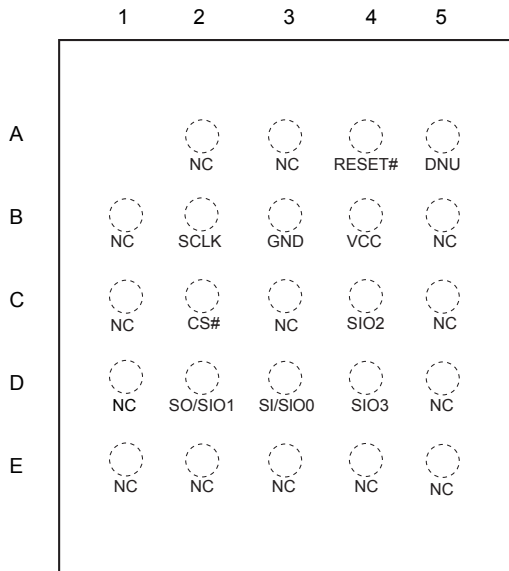 1 2 3 4 5
A
NC NC RESET# DNU
B
NC SCLK GND VCC NC
C
NC CS# NC SIO2 NC
D
NC SO/SIO1 SI/SIO0 SIO3 NC
E
NC NC NC NC NC